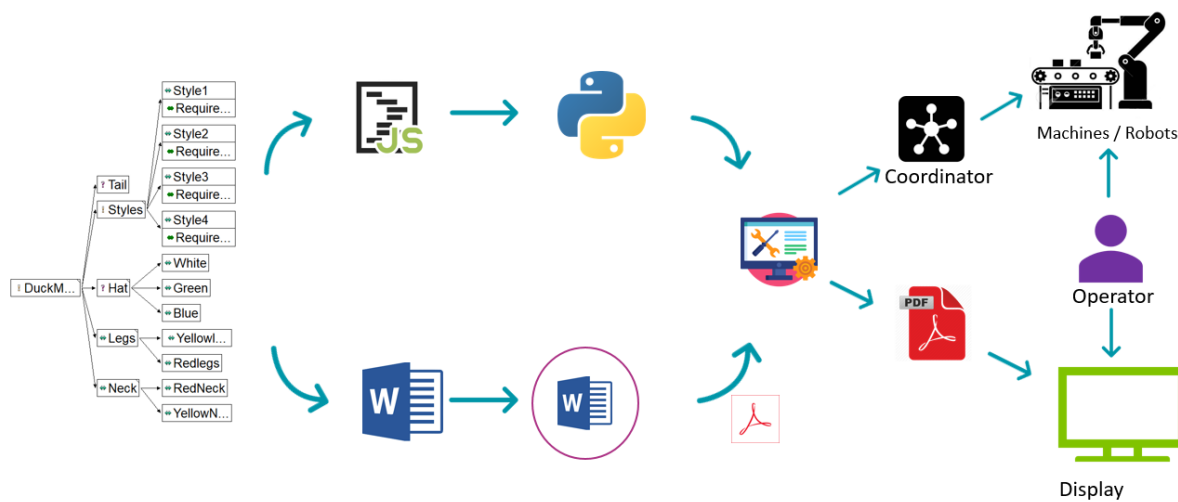 Style1
Require...
Style2
Require...
Style3
Require...
Style4
Require...
? Tail
Styles
White
DuckM...
? Hat
Green
Blue
Legs
Yellowl...
Redlegs
Neck
RedNeck
YellowN...
JS
W
W
PDF
Coordinator
Machines / Robots
Operator
Display